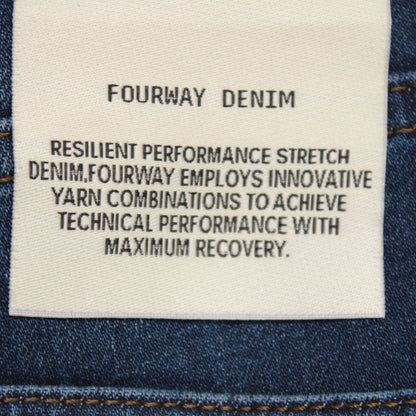 FOURWAY DENIM
RESILIENT PERFORMANCE STRETCH
DENIM,FOURWAY EMPLOYS INNOVATIVE
YARN COMBINATIONS TO ACHIEVE
TECHNICAL PERFORMANCE WITH
MAXIMUM RECOVERY.